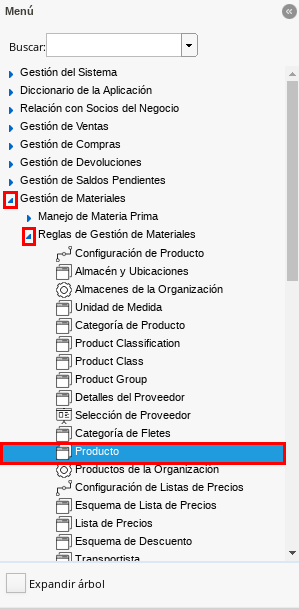 Menú
Buscar:
Gestión del Sistema
Diccionario de la Aplicación
Relación con Socios del Negocio
Gestión de Ventas
Gestión de Compras
Gestión de Devoluciones
Gestión de Saldos Pendientes
Gestión de Materiales
Manejo de Materia Prima
Reglas de Gestión de Materiales
Configuración de Producto
Almacén y Ubicaciones
Almacenes de la Organización
Unidad de Medida
Categoría de Producto
Product Classification
Product Class
Product Group
Detalles del Proveedor
Selección de Proveedor
Categoría de Fletes
Producto
Productos de la Organización
Configuración de Listas de Precios
Esquema de Lista de Precios
Lista de Precios
Esquema de Descuento
Transportista
Expandir árbol